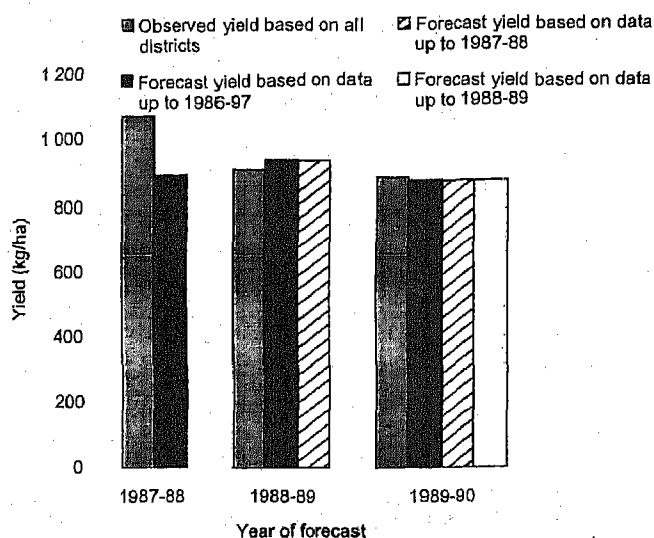 Observed yield based on all
districts
Forecast yield based on data
up to 1987-88
Forecast yield based on data
up to 1986-97
Forecast yield based on data
up to 1988-89
Yield (kg/ha)
1 200
1 000
800
600
400
200
0
1987-88
1988-89
1989-90
Year of forecast